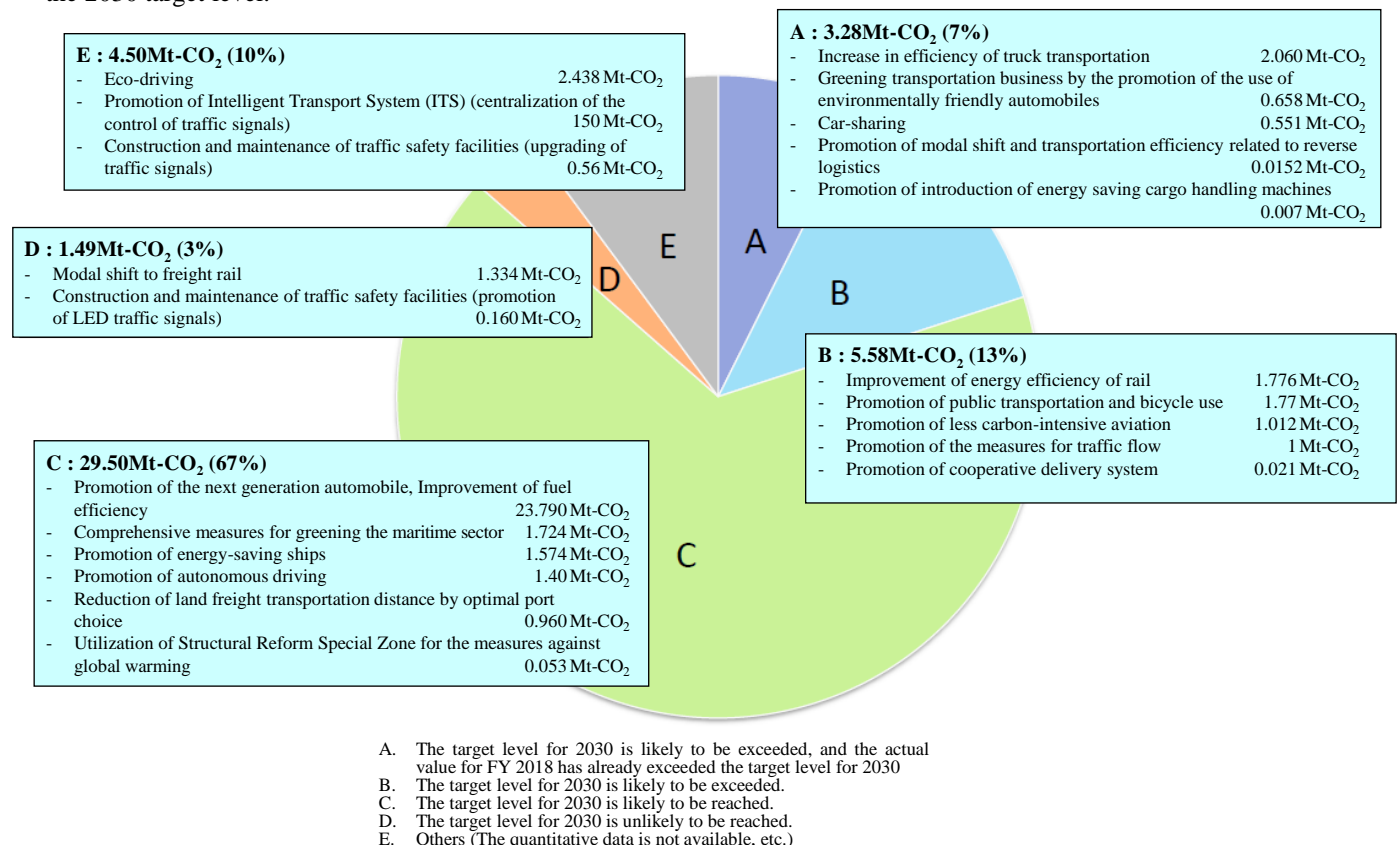 the 2030 target level.
E : 4.50Mt-CO₂ (10%)
- Eco-driving 2.438 Mt-CO₂
- Promotion of Intelligent Transport System (ITS) (centralization of the
control of traffic signals) 150 Mt-CO₂
- Construction and maintenance of traffic safety facilities (upgrading of
traffic signals) 0.56 Mt-CO₂
A : 3.28Mt-CO₂ (7%)
- Increase in efficiency of truck transportation 2.060 Mt-CO₂
- Greening transportation business by the promotion of the use of
environmentally friendly automobiles 0.658 Mt-CO₂
- Car-sharing 0.551 Mt-CO₂
- Promotion of modal shift and transportation efficiency related to reverse
logistics 0.0152 Mt-CO₂
- Promotion of introduction of energy saving cargo handling machines
0.007 Mt-CO₂
D : 1.49Mt-CO₂ (3%)
- Modal shift to freight rail 1.334 Mt-CO₂
- Construction and maintenance of traffic safety facilities (promotion
of LED traffic signals) 0.160 Mt-CO₂
E
A
D
B
B : 5.58Mt-CO₂ (13%)
- Improvement of energy efficiency of rail 1.776 Mt-CO₂
- Promotion of public transportation and bicycle use 1.77 Mt-CO₂
- Promotion of less carbon-intensive aviation 1.012 Mt-CO₂
- Promotion of the measures for traffic flow 1 Mt-CO₂
- Promotion of cooperative delivery system 0.021 Mt-CO₂
C : 29.50Mt-CO₂ (67%)
- Promotion of the next generation automobile, Improvement of fuel
efficiency 23.790 Mt-CO₂
- Comprehensive measures for greening the maritime sector 1.724 Mt-CO₂
- Promotion of energy-saving ships 1.574 Mt-CO₂
- Promotion of autonomous driving 1.40 Mt-CO₂
- Reduction of land freight transportation distance by optimal port
choice 0.960 Mt-CO₂
- Utilization of Structural Reform Special Zone for the measures against
global warming 0.053 Mt-CO₂
C
A. The target level for 2030 is likely to be exceeded, and the actual
value for FY 2018 has already exceeded the target level for 2030
B. The target level for 2030 is likely to be exceeded.
C. The target level for 2030 is likely to be reached.
D. The target level for 2030 is unlikely to be reached.
E. Others (The quantitative data is not available, etc.)